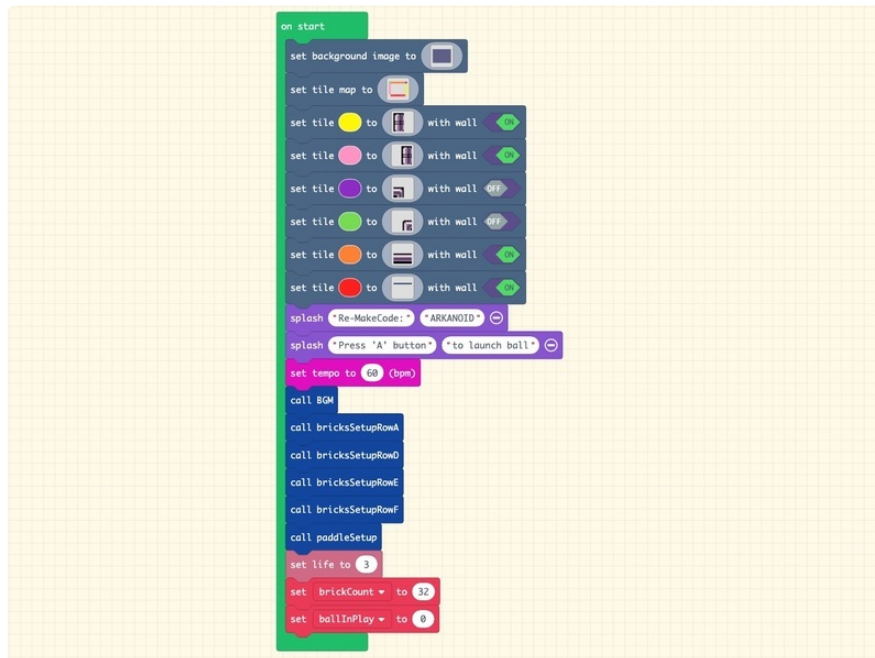 on start
set background image to
set tile map to
set tile to with wall ON
set tile to with wall ON
set tile to with wall OFF
set tile to with wall OFF
set tile to with wall ON
set tile to with wall ON
splash "Re-MakeCode:" "ARKANOID"
splash "Press 'A' button" "to launch ball"
set tempo to 60 (bpm)
call BGM
call bricksSetupRowA
call bricksSetupRowD
call bricksSetupRowE
call bricksSetupRowF
call paddleSetup
set life to 3
set brickCount to 32
set ballInPlay to 0